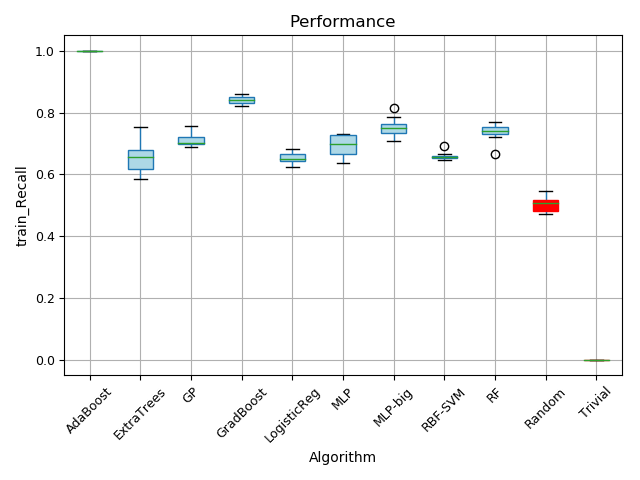 Performance
train_Recall
1.0
0.8
0.6
0.4
0.2
0.0
AdaBoost
ExtraTrees
GP
GradBoost
LogisticReg
MLP
MLP-big
RBF-SVM
RF
Random
Trivial
Algorithm